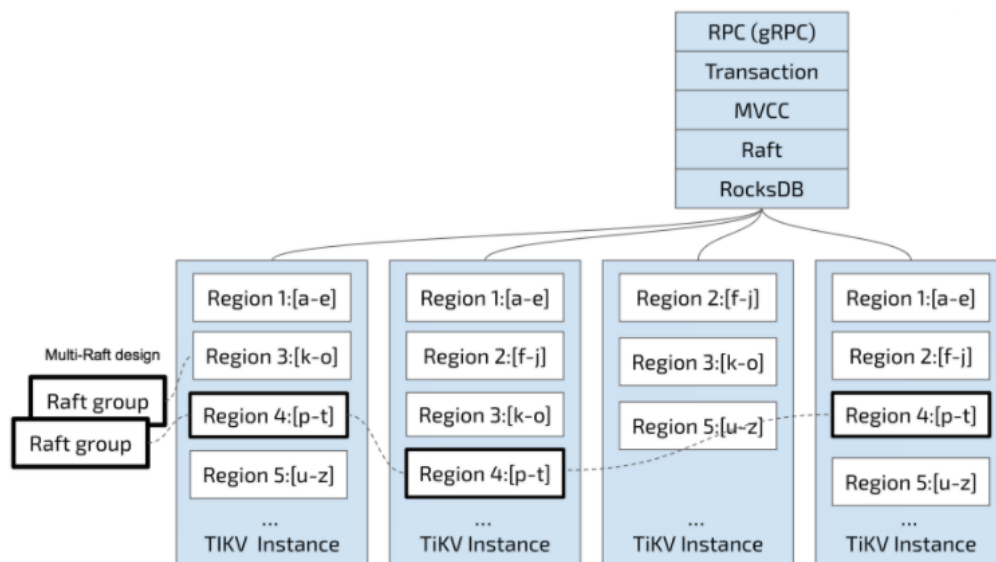 RPC (gRPC)
Transaction
MVCC
Raft
RocksDB
Multi-Raft design
Raft group
Raft group
Region 1:[a-e]
Region 3:[k-o]
Region 4:[p-t]
Region 5:[u-z]
...
TIKV Instance
Region 1:[a-e]
Region 2:[f-j]
Region 3:[k-o]
Region 4:[p-t]
...
TiKV Instance
Region 2:[f-j]
Region 3:[k-o]
Region 5:[u-z]
...
TiKV Instance
Region 1:[a-e]
Region 2:[f-j]
Region 4:[p-t]
Region 5:[u-z]
...
TiKV Instance